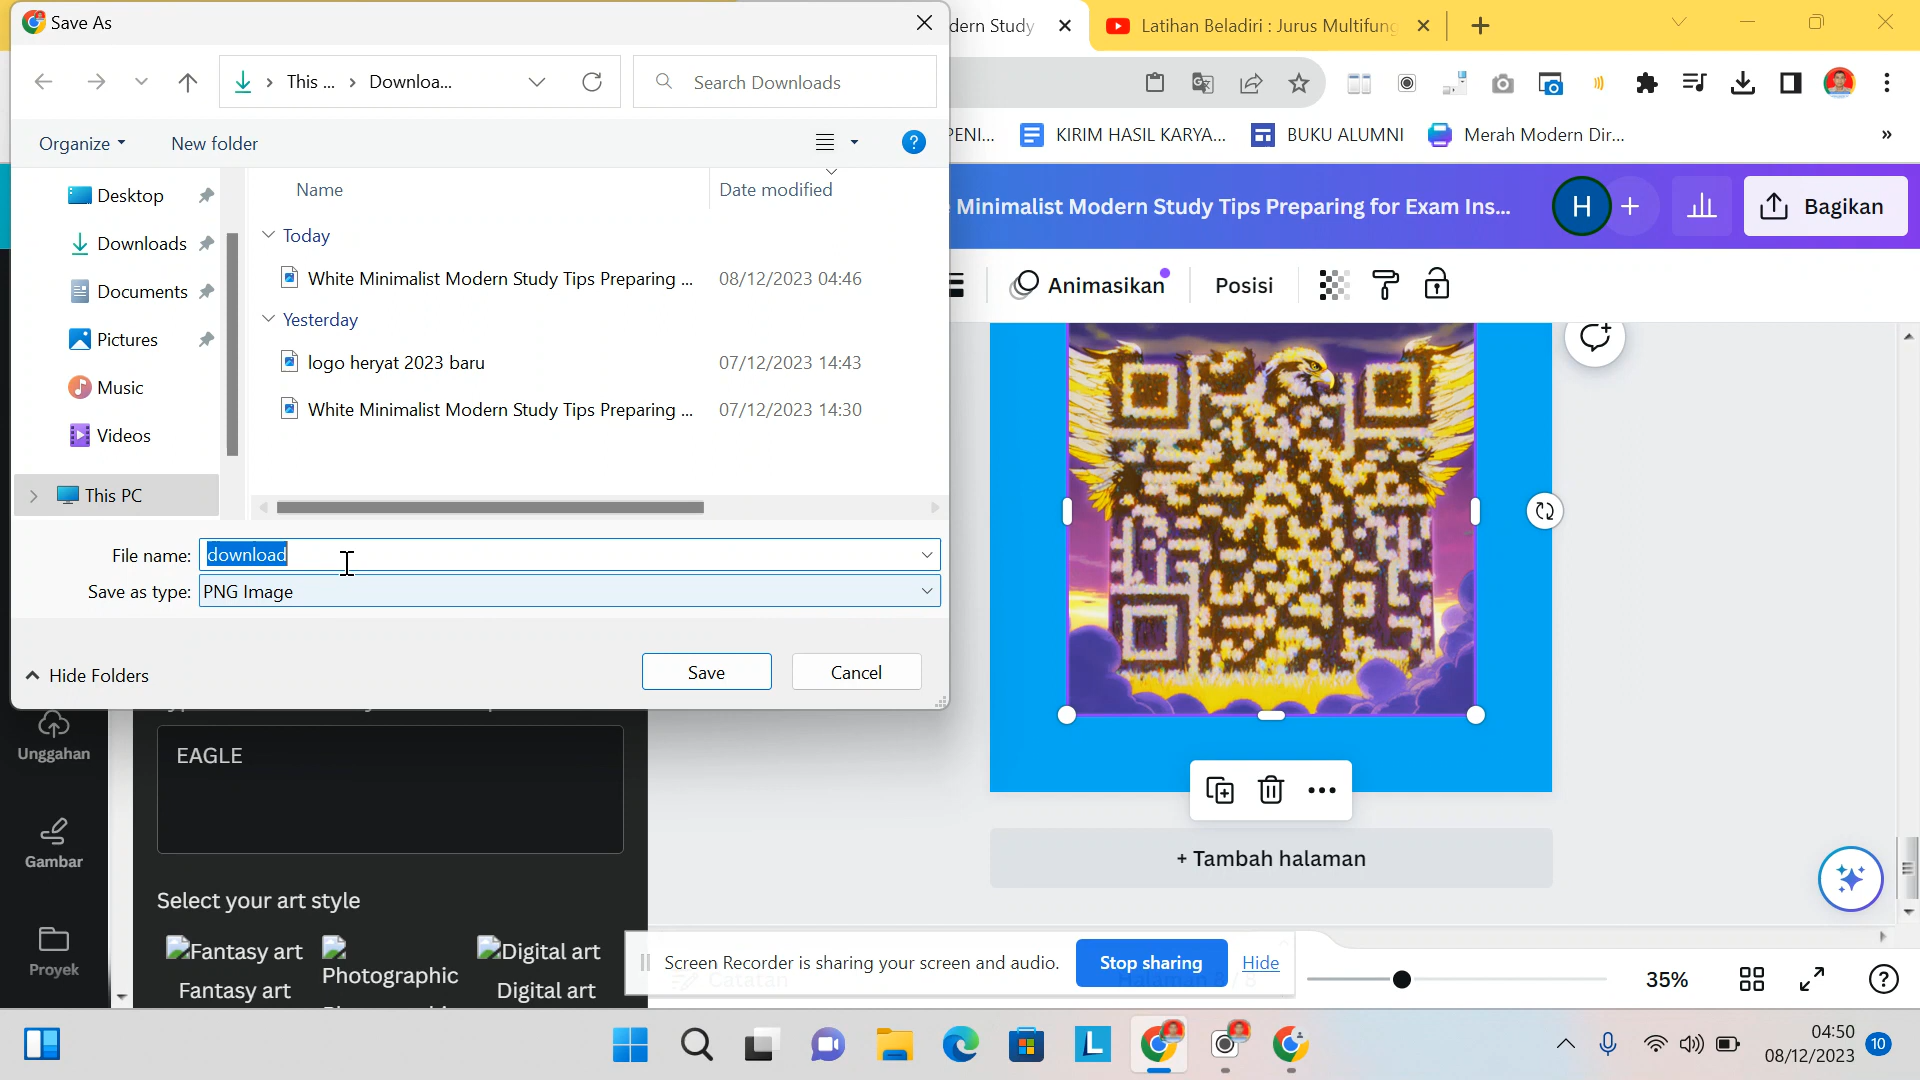 Save As
dern Study
Latihan Beladiri : Jurus Multifung
This ...
Downloa...
Search Downloads
Organize
New folder
PENI...
KIRIM HASIL KARYA...
BUKU ALUMNI
Merah Modern Dir...
»
Desktop
Downloads
Documents
Pictures
Music
Videos
This PC
Name
Date modified
Today
White Minimalist Modern Study Tips Preparing ...
08/12/2023 04:46
Yesterday
logo heryat 2023 baru
07/12/2023 14:43
White Minimalist Modern Study Tips Preparing ...
07/12/2023 14:30
Minimalist Modern Study Tips Preparing for Exam Ins...
H
Bagikan
Animasikan
Posisi
File name:
download
Save as type:
PNG Image
Hide Folders
Save
Cancel
Unggahan
Gambar
Proyek
EAGLE
Select your art style
Fantasy art
Fantasy art
Photographic
Digital art
Digital art
+ Tambah halaman
Screen Recorder is sharing your screen and audio.
Stop sharing
Hide
Catatan
35%
04:50
08/12/2023
10